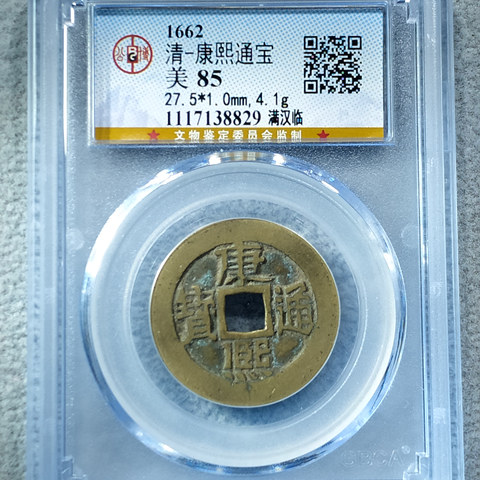 1662
清-康熙通宝
美 85
27.5*1.0mm, 4.1g
1117138829 满汉临
★ 文物鉴定委员会监制 ★
康熙通寶